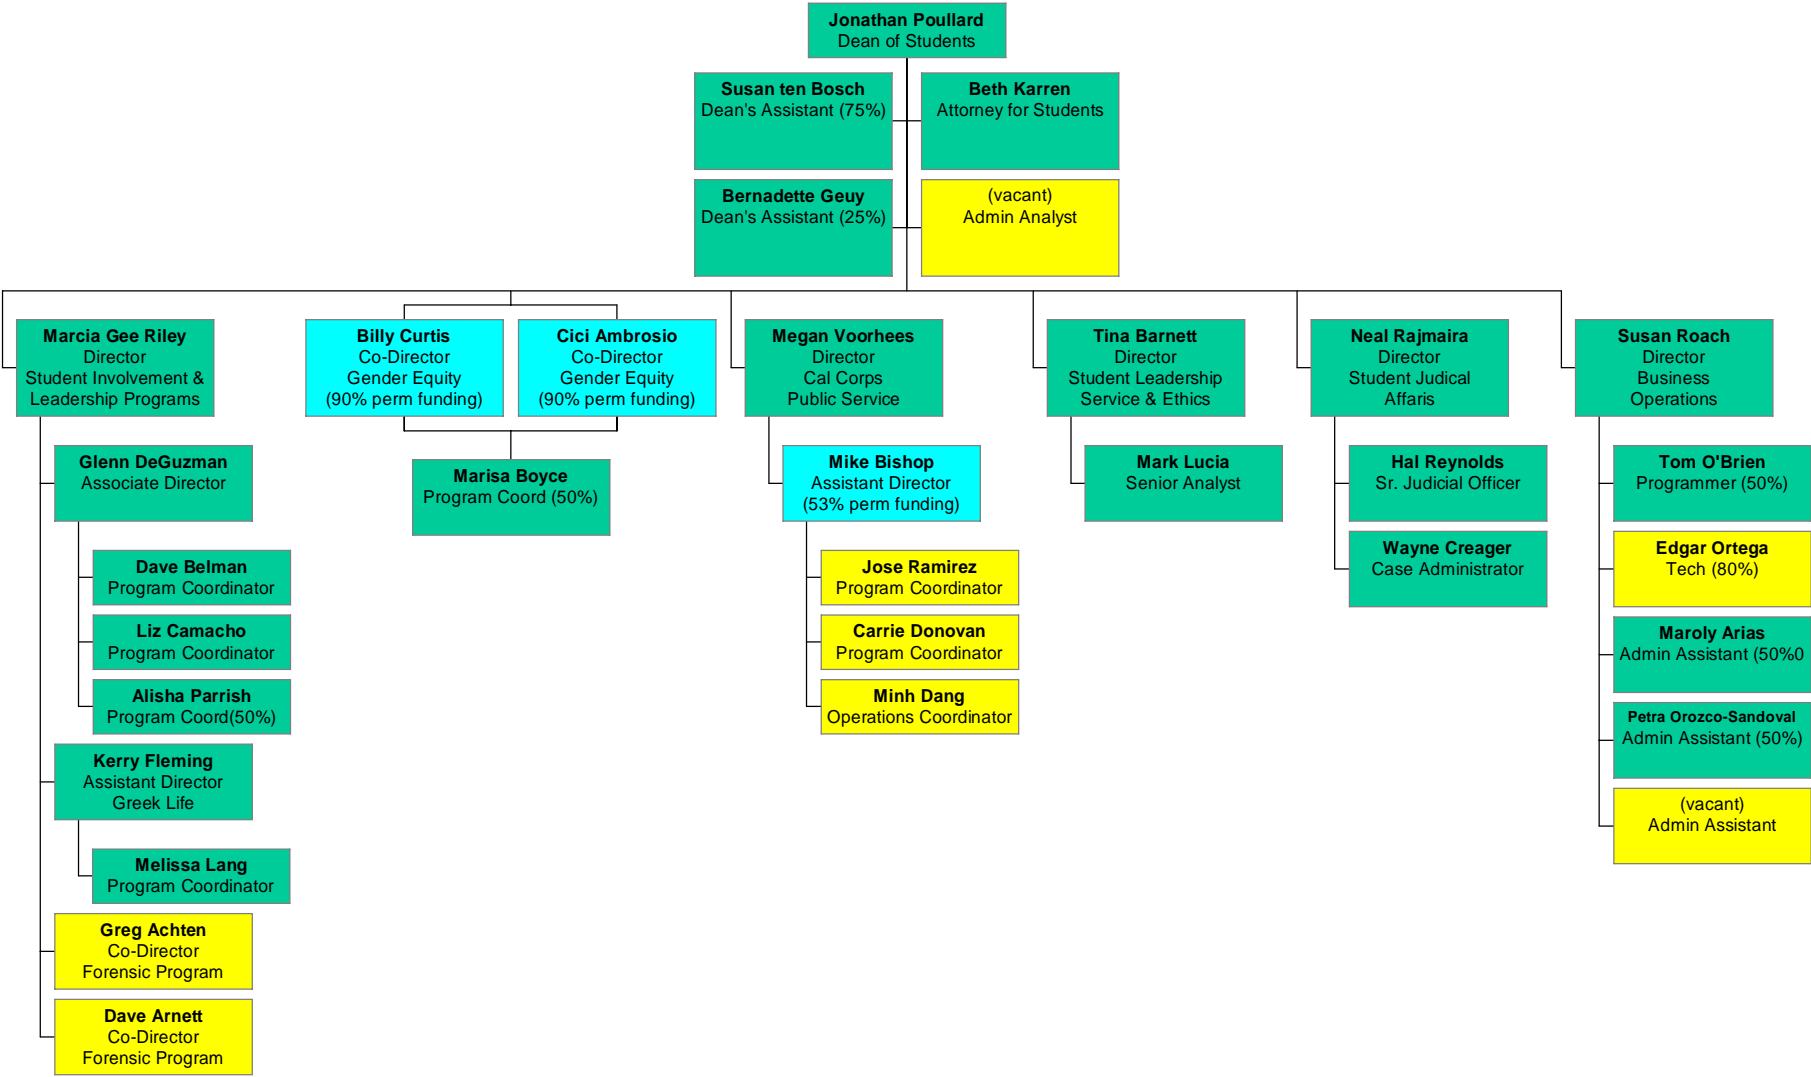 Jonathan Poullard
Dean of Students
Susan ten Bosch
Dean's Assistant (75%)
Beth Karren
Attorney for Students
Bernadette Geuy
Dean's Assistant (25%)
(vacant)
Admin Analyst
Marcia Gee Riley
Director
Student Involvement &
Leadership Programs
Billy Curtis
Co-Director
Gender Equity
(90% perm funding)
Cici Ambrosio
Co-Director
Gender Equity
(90% perm funding)
Megan Voorhees
Director
Cal Corps
Public Service
Tina Barnett
Director
Student Leadership
Service & Ethics
Neal Rajmaira
Director
Student Judical
Affaris
Susan Roach
Director
Business
Operations
Glenn DeGuzman
Associate Director
Dave Belman
Program Coordinator
Liz Camacho
Program Coordinator
Alisha Parrish
Program Coord(50%)
Kerry Fleming
Assistant Director
Greek Life
Melissa Lang
Program Coordinator
Greg Achten
Co-Director
Forensic Program
Dave Arnett
Co-Director
Forensic Program
Marisa Boyce
Program Coord (50%)
Mike Bishop
Assistant Director
(53% perm funding)
Jose Ramirez
Program Coordinator
Carrie Donovan
Program Coordinator
Minh Dang
Operations Coordinator
Mark Lucia
Senior Analyst
Hal Reynolds
Sr. Judicial Officer
Wayne Creager
Case Administrator
Tom O'Brien
Programmer (50%)
Edgar Ortega
Tech (80%)
Maroly Arias
Admin Assistant (50%0
Petra Orozco-Sandoval
Admin Assistant (50%)
(vacant)
Admin Assistant